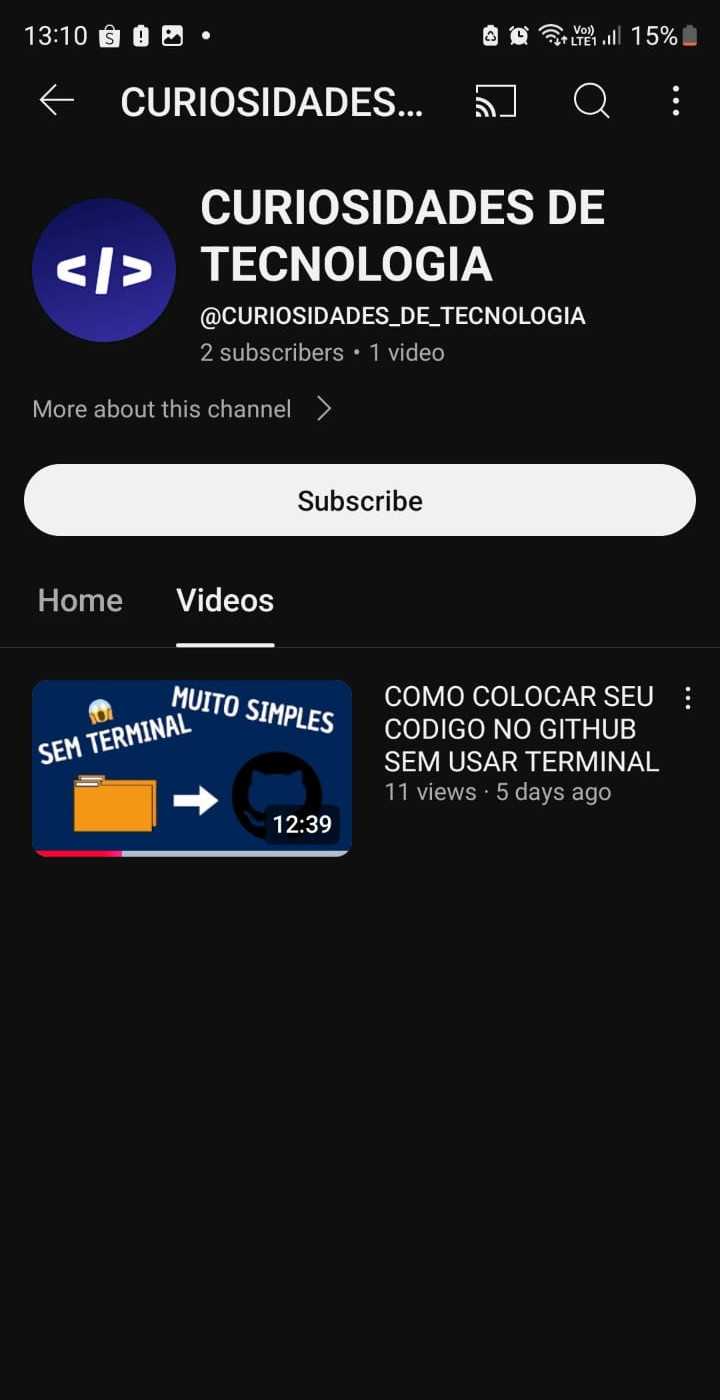 13:10
Vo))
LTE1
15%
CURIOSIDADES...
</>
CURIOSIDADES DE
TECNOLOGIA
@CURIOSIDADES_DE_TECNOLOGIA
2 subscribers • 1 video
More about this channel
Subscribe
Home Videos
MUITO SIMPLES
SEM TERMINAL
12:39
COMO COLOCAR SEU
CODIGO NO GITHUB
SEM USAR TERMINAL
11 views · 5 days ago